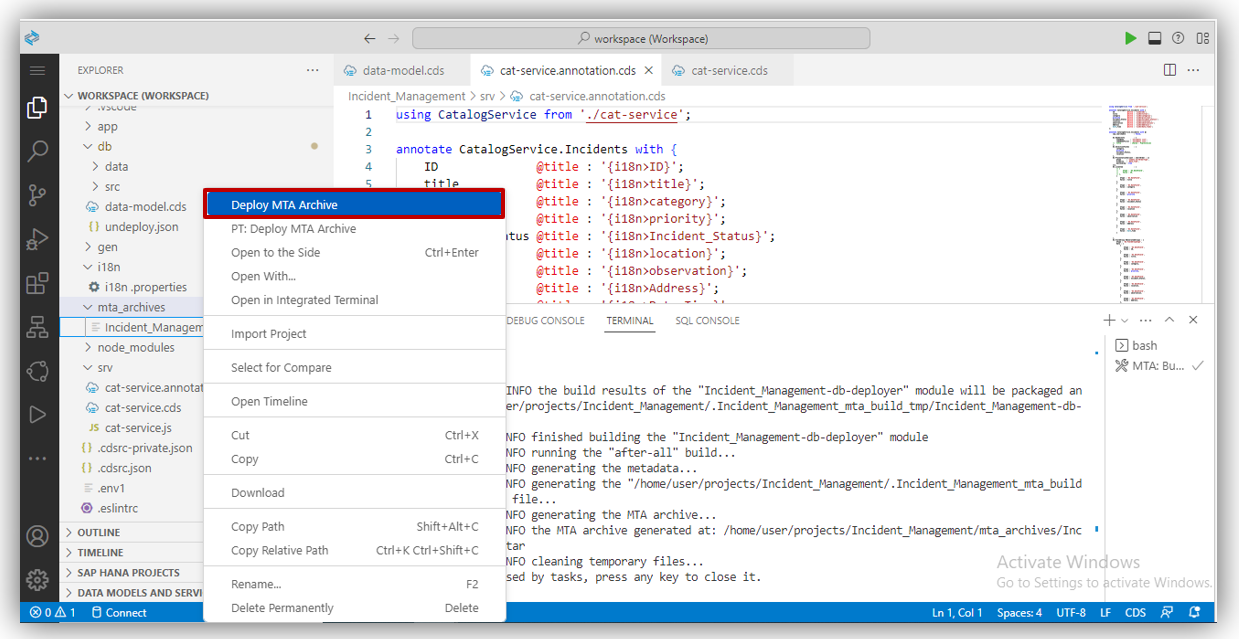 workspace (Workspace)
EXPLORER
data-model.cds
cat-service.annotation.cds
cat-service.cds
WORKSPACE (WORKSPACE)
.vscode
app
db
data
src
data-model.cds
undeploy.json
gen
i18n
i18n .properties
mta_archives
Incident_Managem
node_modules
srv
cat-service.annotat
cat-service.cds
JS cat-service.js
.cdsrc-private.json
.cdsrc.json
.env1
.eslintrc
OUTLINE
TIMELINE
SAP HANA PROJECTS
DATA MODELS AND SERVI
Incident_Management > srv > cat-service.annotation.cds
1 using CatalogService from './cat-service';
2
3 annotate CatalogService.Incidents with {
4 ID @title : '{i18n>ID}';
5 title @title : '{i18n>title}';
@title : '{i18n>category}';
@title : '{i18n>priority}';
tus @title : '{i18n>Incident_Status}';
@title : '{i18n>location}';
@title : '{i18n>observation}';
@title : '{i18n>Address}';
Deploy MTA Archive
PT: Deploy MTA Archive
Open to the Side Ctrl+Enter
Open With...
Open in Integrated Terminal
Import Project
Select for Compare
Open Timeline
Cut Ctrl+X
Copy Ctrl+C
Download
Copy Path Shift+Alt+C
Copy Relative Path Ctrl+K Ctrl+Shift+C
Rename... F2
Delete Permanently Delete
DEBUG CONSOLE TERMINAL SQL CONSOLE
INFO the build results of the "Incident_Management-db-deployer" module will be packaged an
er/projects/Incident_Management/.Incident_Management_mta_build_tmp/Incident_Management-db-
NFO finished building the "Incident_Management-db-deployer" module
NFO running the "after-all" build...
NFO generating the metadata...
NFO generating the "/home/user/projects/Incident_Management/.Incident_Management_mta_build
file...
NFO generating the MTA archive...
NFO the MTA archive generated at: /home/user/projects/Incident_Management/mta_archives/Inc
tar
NFO cleaning temporary files...
sed by tasks, press any key to close it.
bash
MTA: Bu...
Activate Windows
Go to Settings to activate Windows.
0 1 Connect
Ln 1, Col 1 Spaces: 4 UTF-8 LF CDS